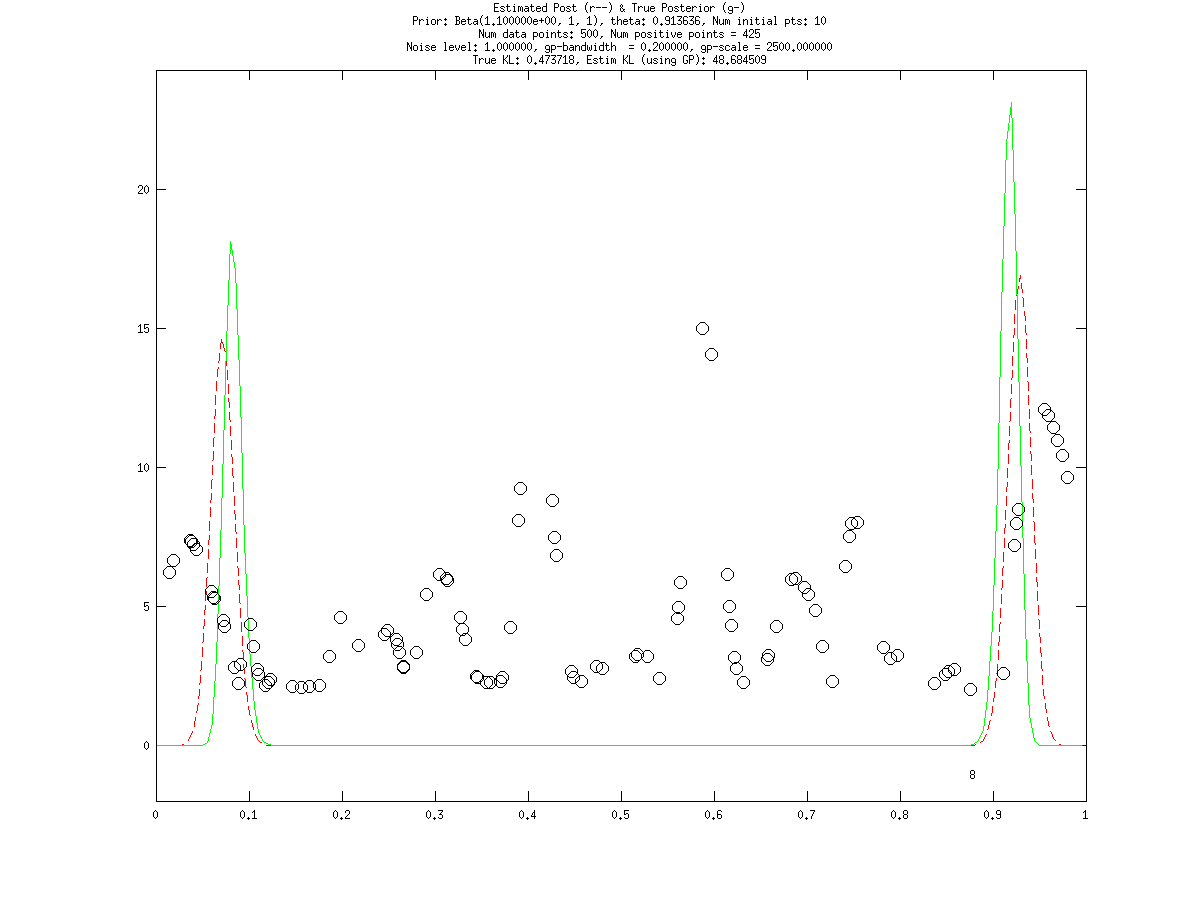 Estimated Post (r--) & True Posterior (g-)
Prior: Beta(1.100000e+00, 1, 1), theta: 0.913636, Num initial pts: 10
Num data points: 500, Num positive points = 425
Noise level: 1.000000, gp-bandwidth  = 0.200000, gp-scale = 2500.000000
True KL: 0.473718, Estim KL (using GP): 48.684509
20
15
10
5
0
8
0 0.1 0.2 0.3 0.4 0.5 0.6 0.7 0.8 0.9 1